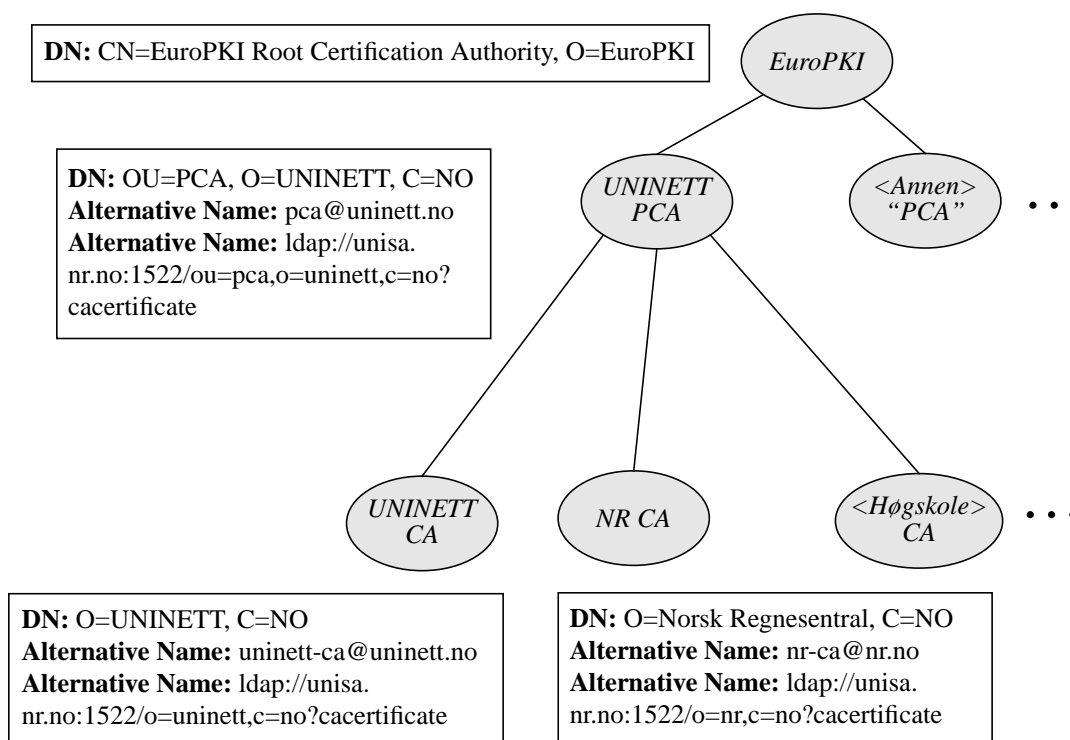 DN: CN=EuroPKI Root Certification Authority, O=EuroPKI
EuroPKI
DN: OU=PCA, O=UNINETT, C=NO
Alternative Name: pca@uninett.no
Alternative Name: ldap://unisa.
nr.no:1522/ou=pca,o=uninett,c=no?
cacertificate
UNINETT
PCA
<Annen>
“PCA”
UNINETT
CA
NR CA
<Høgskole>
CA
DN: O=UNINETT, C=NO
Alternative Name: uninett-ca@uninett.no
Alternative Name: ldap://unisa.
nr.no:1522/o=uninett,c=no?cacertificate
DN: O=Norsk Regnesentral, C=NO
Alternative Name: nr-ca@nr.no
Alternative Name: ldap://unisa.
nr.no:1522/o=nr,c=no?cacertificate